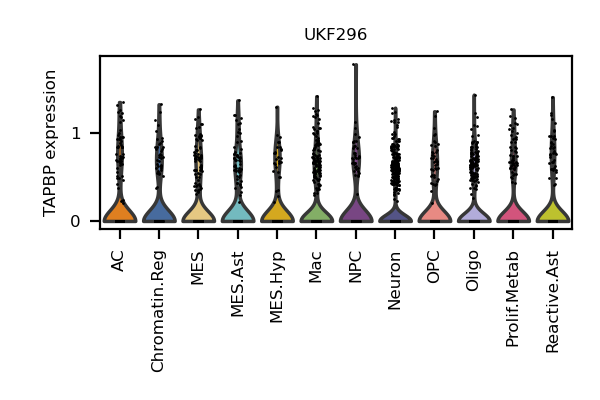 UKF296
TAPBP expression
1
0
AC
Chromatin.Reg
MES
MES.Ast
MES.Hyp
Mac
NPC
Neuron
OPC
Oligo
Prolif.Metab
Reactive.Ast